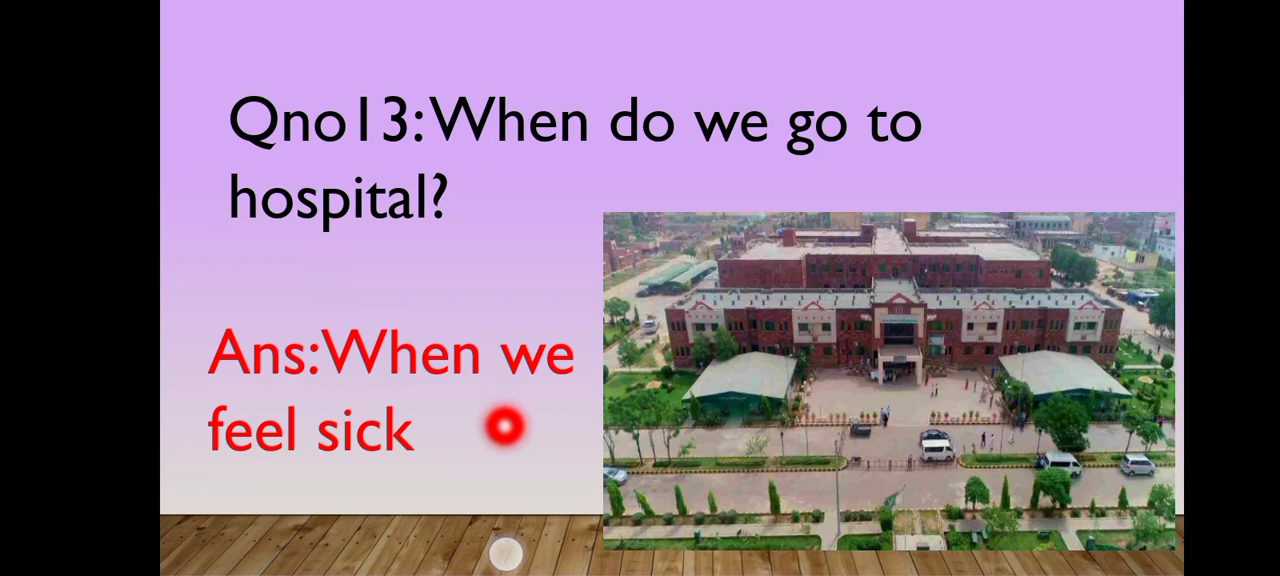 Qno13: When do we go to
hospital?
Ans: When we
feel sick